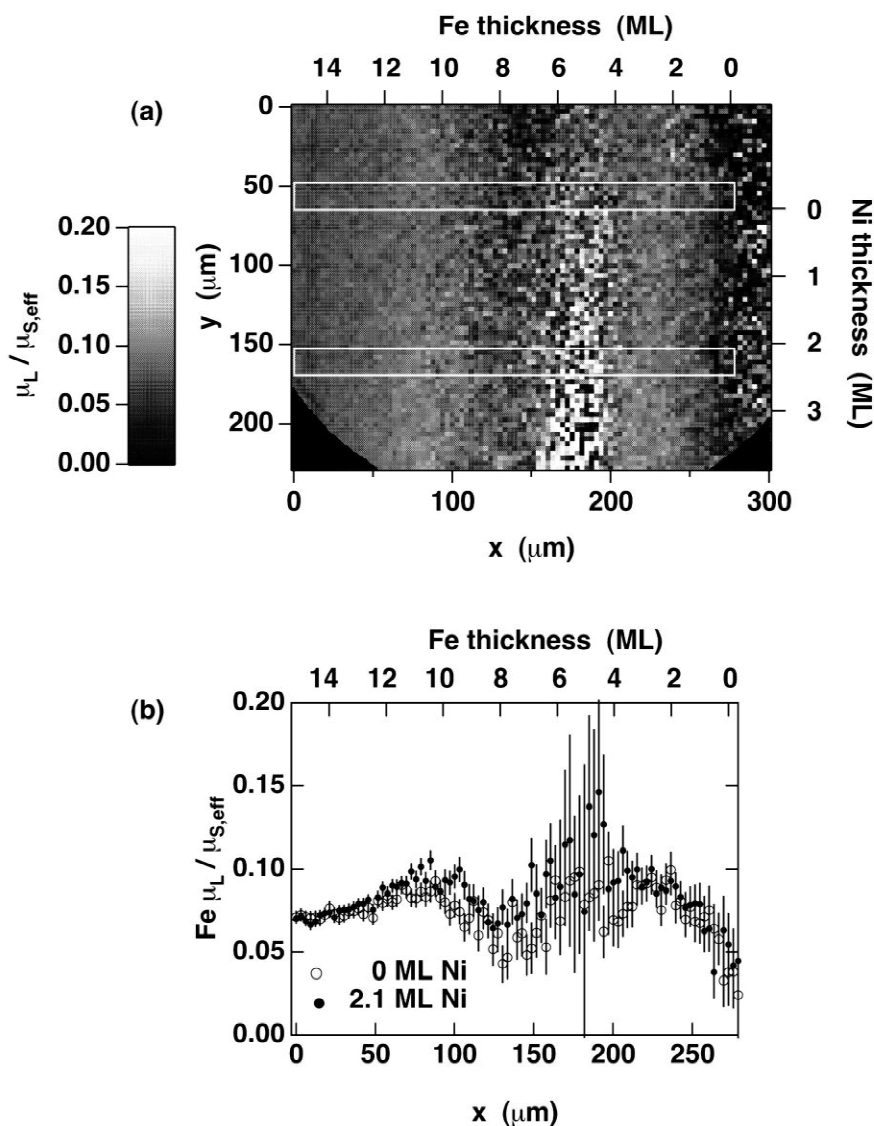 Fe thickness (ML)
14 12 10 8 6 4 2 0
(a)
0
50
100
150
200
y (μm)
0
1
2
3
Ni thickness (ML)
0.20
0.15
0.10
0.05
0.00
μL / μS,eff
0 100 200 300
x (μm)
Fe thickness (ML)
14 12 10 8 6 4 2 0
(b)
0.20
0.15
0.10
0.05
0.00
Fe μL / μS,eff
0 ML Ni
2.1 ML Ni
0 50 100 150 200 250
x (μm)